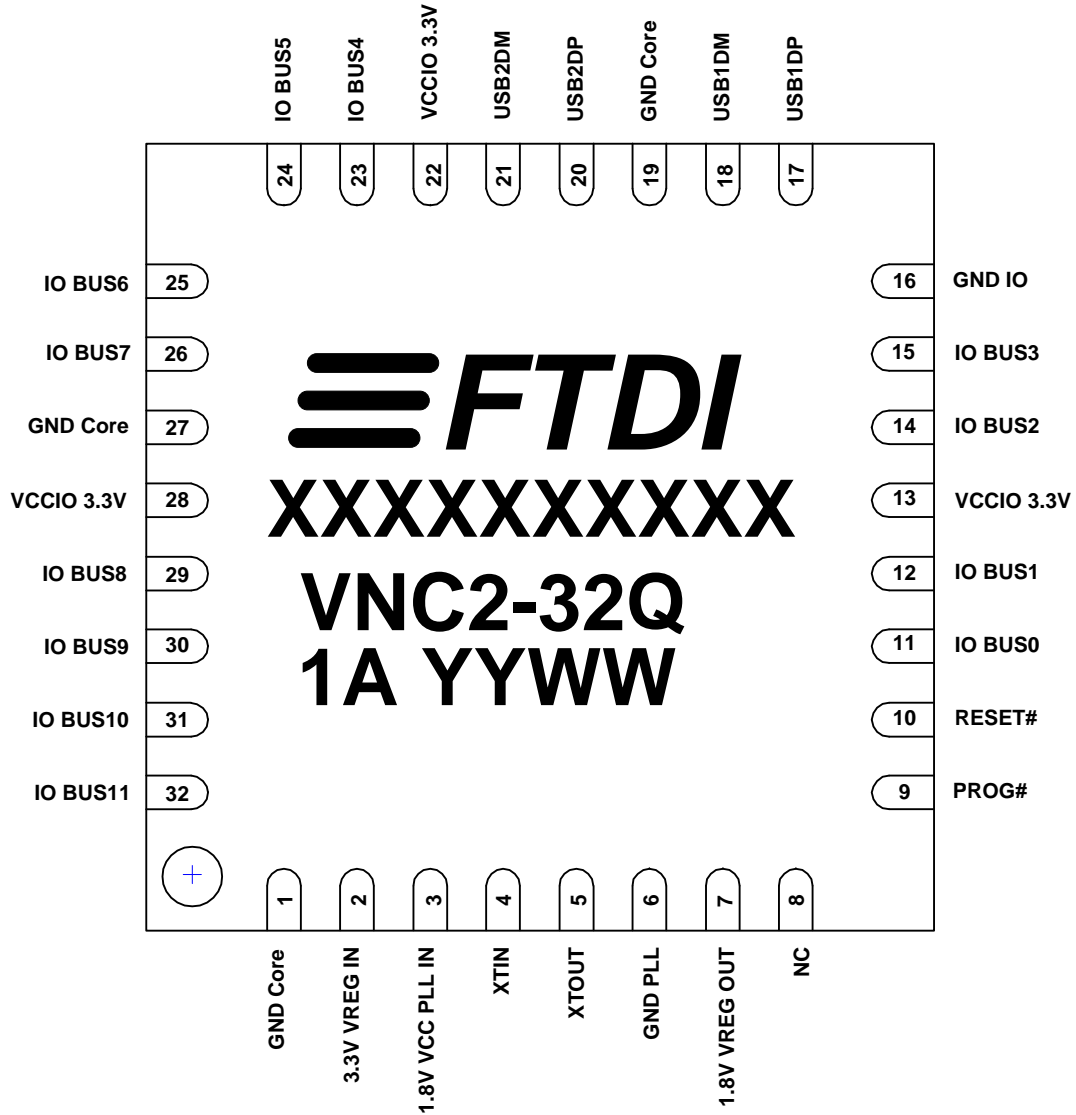 IO BUS5
IO BUS4
VCCIO 3.3V
USB2DM
USB2DP
GND Core
USB1DM
USB1DP
24
23
22
21
20
19
18
17
IO BUS6 25
16 GND IO
IO BUS7 26
15 IO BUS3
GND Core 27
14 IO BUS2
VCCIO 3.3V 28
13 VCCIO 3.3V
IO BUS8 29
12 IO BUS1
IO BUS9 30
11 IO BUS0
IO BUS10 31
10 RESET#
IO BUS11 32
9 PROG#
FTDI
XXXXXXXXXX
VNC2-32Q
1A YYWW
1
2
3
4
5
6
7
8
GND Core
3.3V VREG IN
1.8V VCC PLL IN
XTIN
XTOUT
GND PLL
1.8V VREG OUT
NC